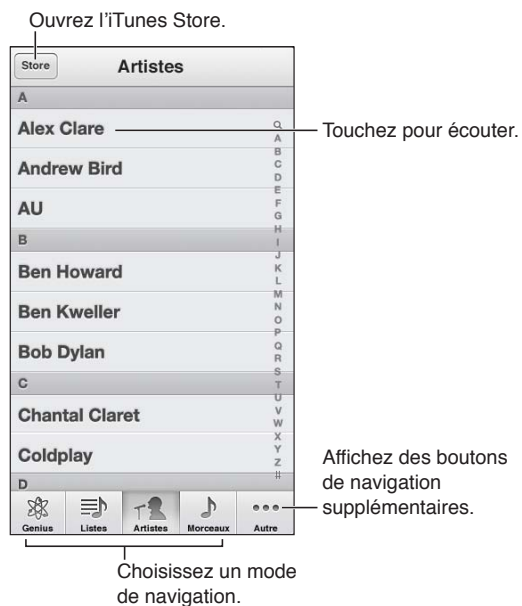 Ouvrez l'iTunes Store.
Store
Artistes
A
Alex Clare
Touchez pour écouter.
Andrew Bird
AU
B
Ben Howard
Ben Kweller
Bob Dylan
C
Chantal Claret
Coldplay
D
A
B
C
D
E
F
G
H
I
J
K
L
M
N
O
P
Q
R
S
T
U
V
W
X
Y
Z
#
Affichez des boutons
de navigation
supplémentaires.
Genius
Listes
Artistes
Morceaux
Autre
Choisissez un mode
de navigation.